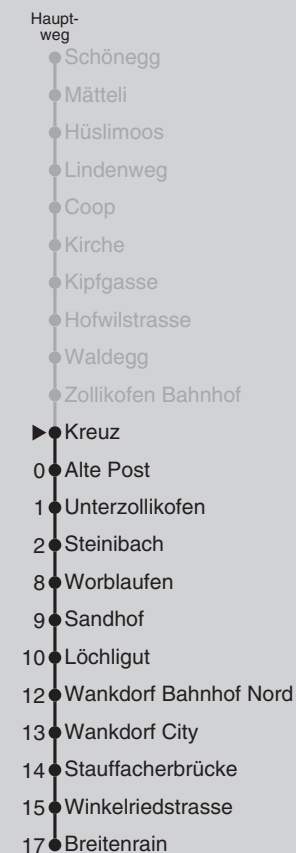 Haupt-
weg
Schönegg
Mätteli
Hüslimoos
Lindenweg
Coop
Kirche
Kipfgasse
Hofwilstrasse
Waldegg
Zollikofen Bahnhof
Kreuz
0 Alte Post
1 Unterzollikofen
2 Steinibach
8 Worblaufen
9 Sandhof
10 Löchligut
12 Wankdorf Bahnhof Nord
13 Wankdorf City
14 Stauffacherbrücke
15 Winkelriedstrasse
17 Breitenrain